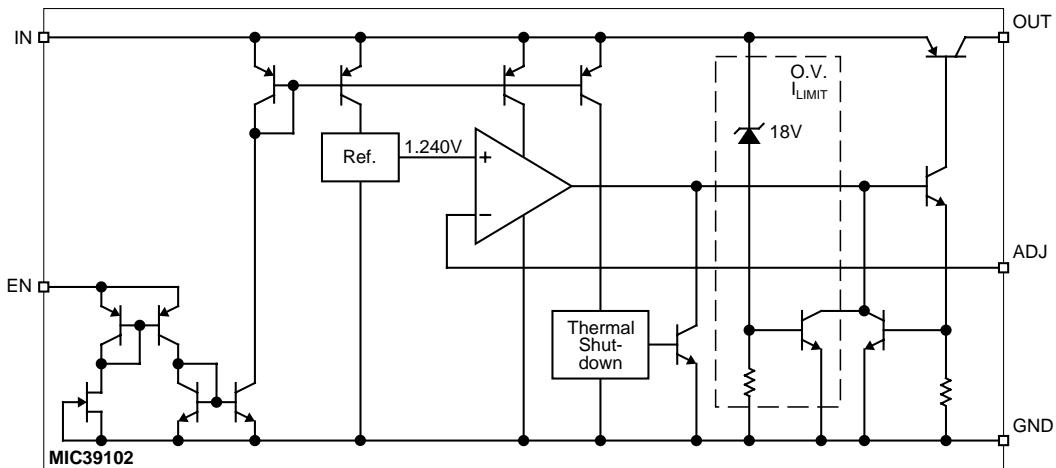 IN
OUT
O.V.
ILIMIT
18V
Ref.
1.240V
+
−
ADJ
EN
Thermal
Shut-
down
GND
MIC39102